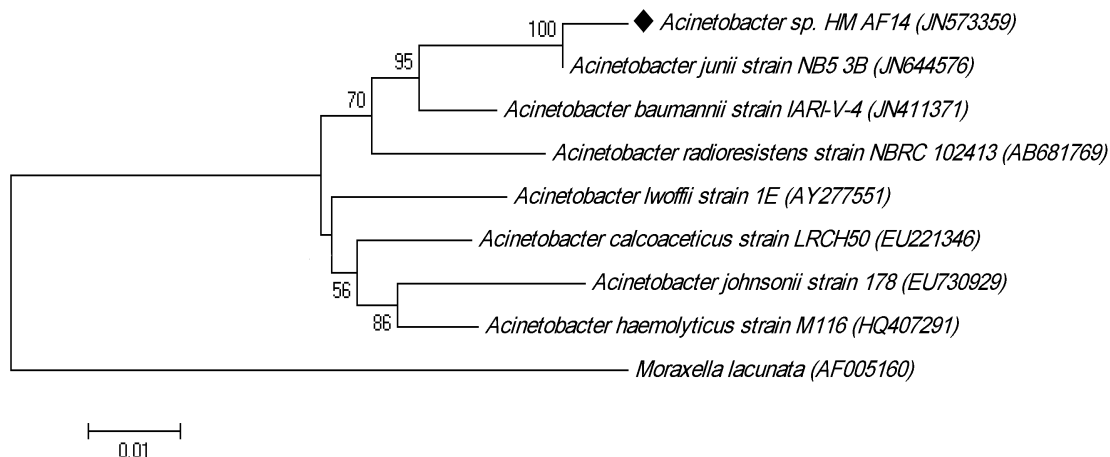 100
Acinetobacter sp. HM AF14 (JN573359)
Acinetobacter junii strain NB5 3B (JN644576)
95
Acinetobacter baumannii strain IARI-V-4 (JN411371)
70
Acinetobacter radioresistens strain NBRC 102413 (AB681769)
Acinetobacter lwoffii strain 1E (AY277551)
Acinetobacter calcoaceticus strain LRCH50 (EU221346)
56
Acinetobacter johnsonii strain 178 (EU730929)
86
Acinetobacter haemolyticus strain M116 (HQ407291)
Moraxella lacunata (AF005160)
0.01